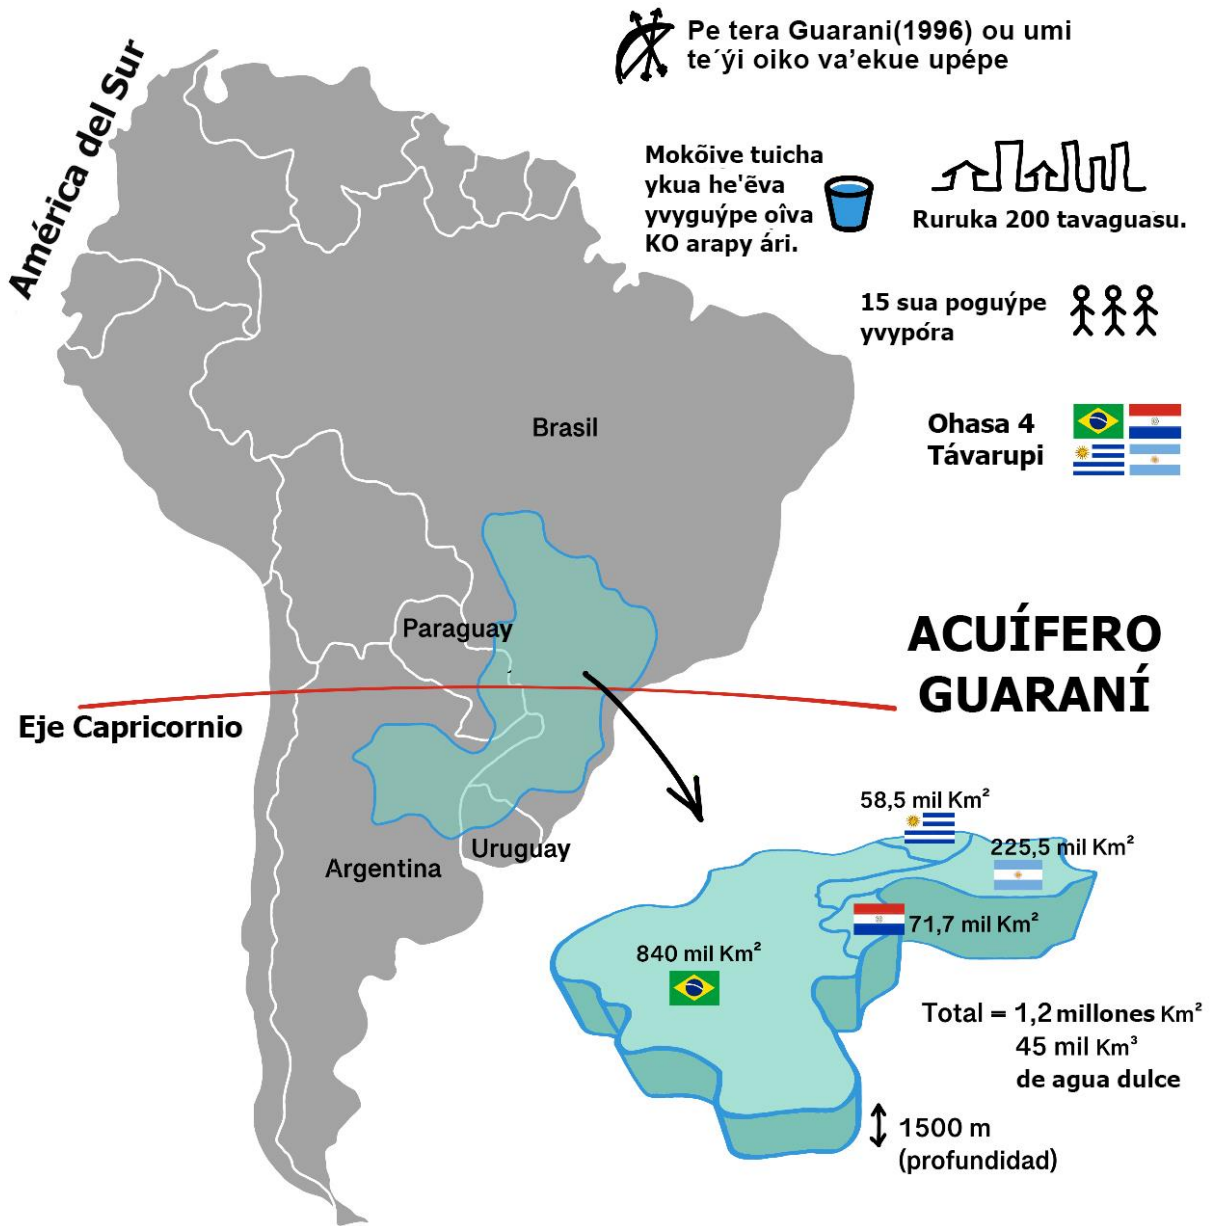 América del Sur
Pe tera Guarani(1996) ou umi
te´ýi oiko va’ekue upépe
Mokõive tuicha
ykua he'ẽva
yvyguýpe oîva
KO arapy ári.
Ruruka 200 tavaguasu.
15 sua poguýpe
yvypóra
Ohasa 4
Távarupi
Brasil
Paraguay
ACUÍFERO
GUARANÍ
Eje Capricornio
Uruguay
Argentina
58,5 mil Km²
225,5 mil Km²
71,7 mil Km²
840 mil Km²
Total = 1,2 millones Km²
45 mil Km³
de agua dulce
1500 m
(profundidad)